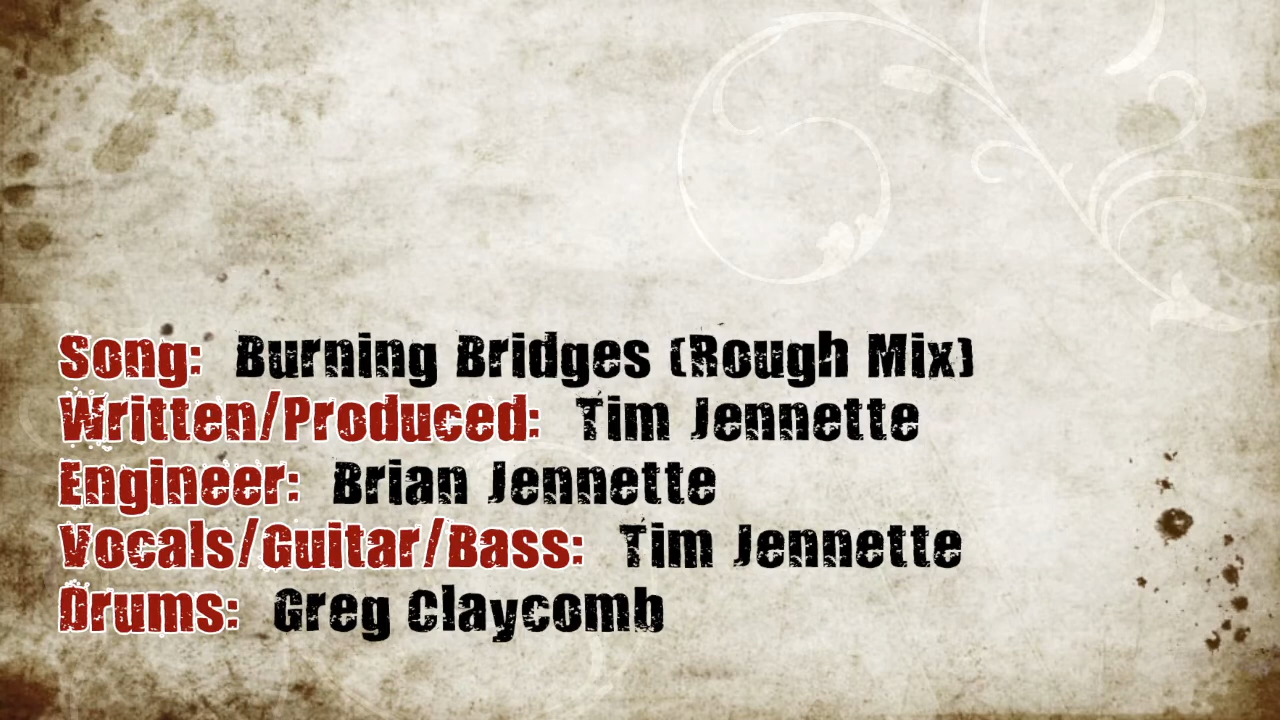 Song: Burning Bridges (Rough Mix)
Written/Produced: Tim Jennette
Engineer: Brian Jennette
Vocals/Guitar/Bass: Tim Jennette
Drums: Greg Claycomb